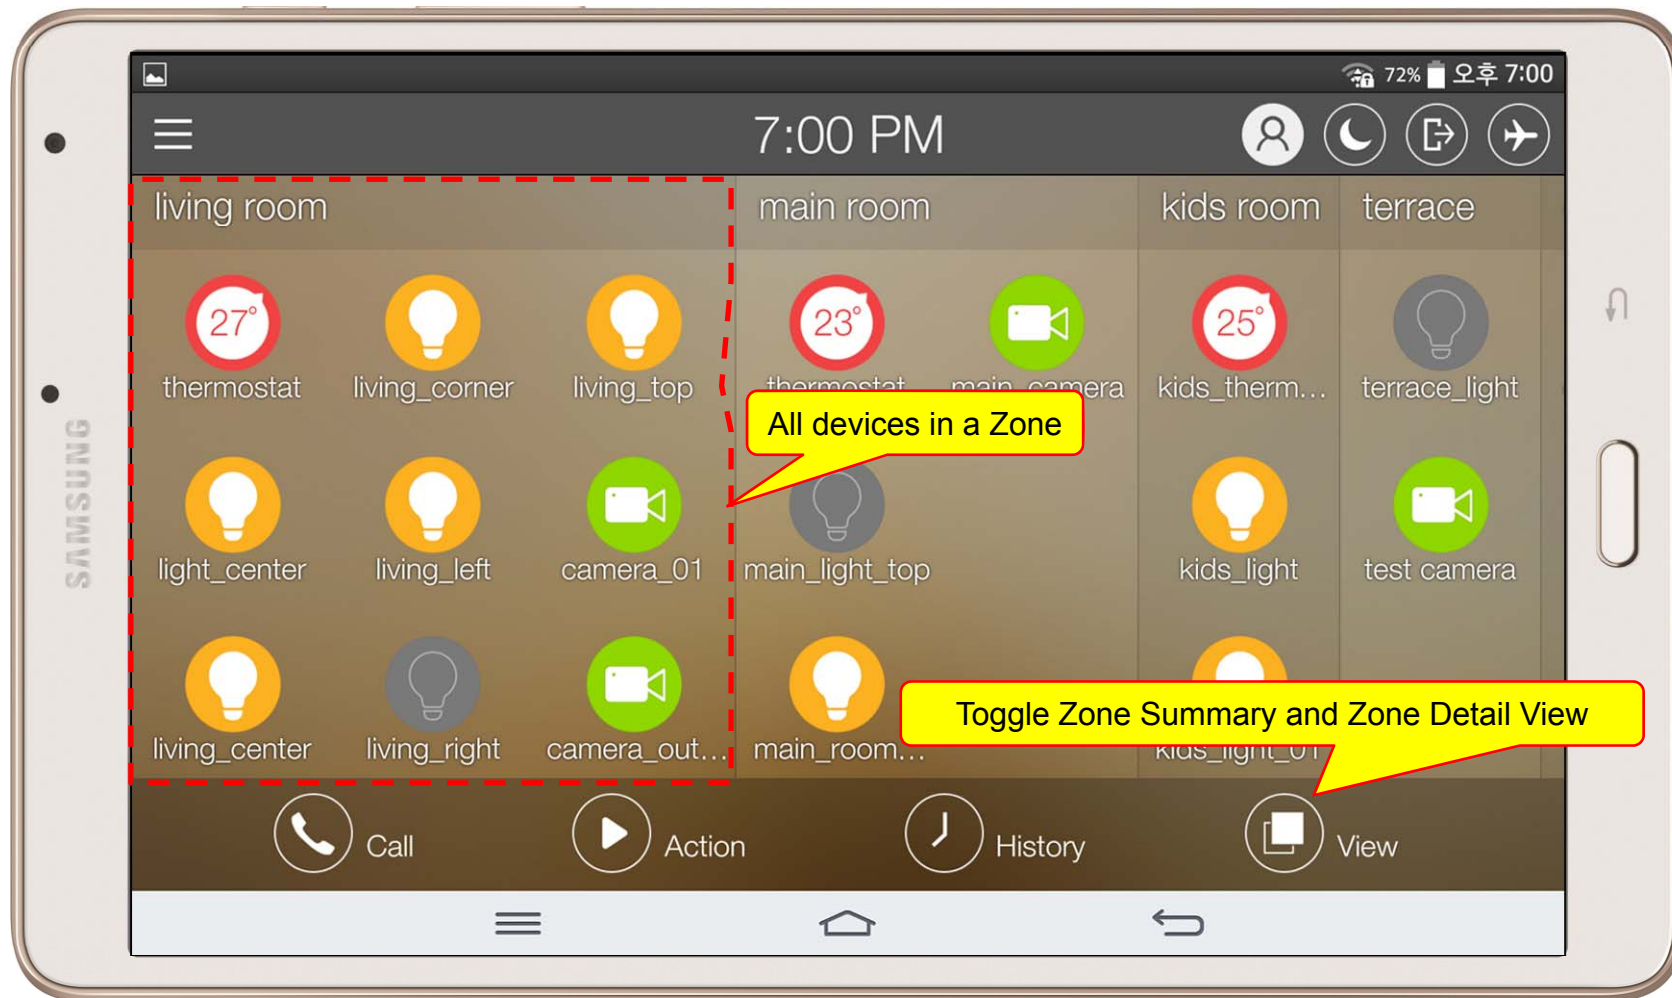 72% 오후 7:00
7:00 PM
living room
main room
kids room
terrace
27°
23°
25°
thermostat
living_corner
living_top
thermostat
main_camera
kids_therm...
terrace_light
All devices in a Zone
light_center
living_left
camera_01
main_light_top
kids_light
test camera
Toggle Zone Summary and Zone Detail View
living_center
living_right
camera_out...
main_room...
kids_light_01
Call
Action
History
View
SAMSUNG